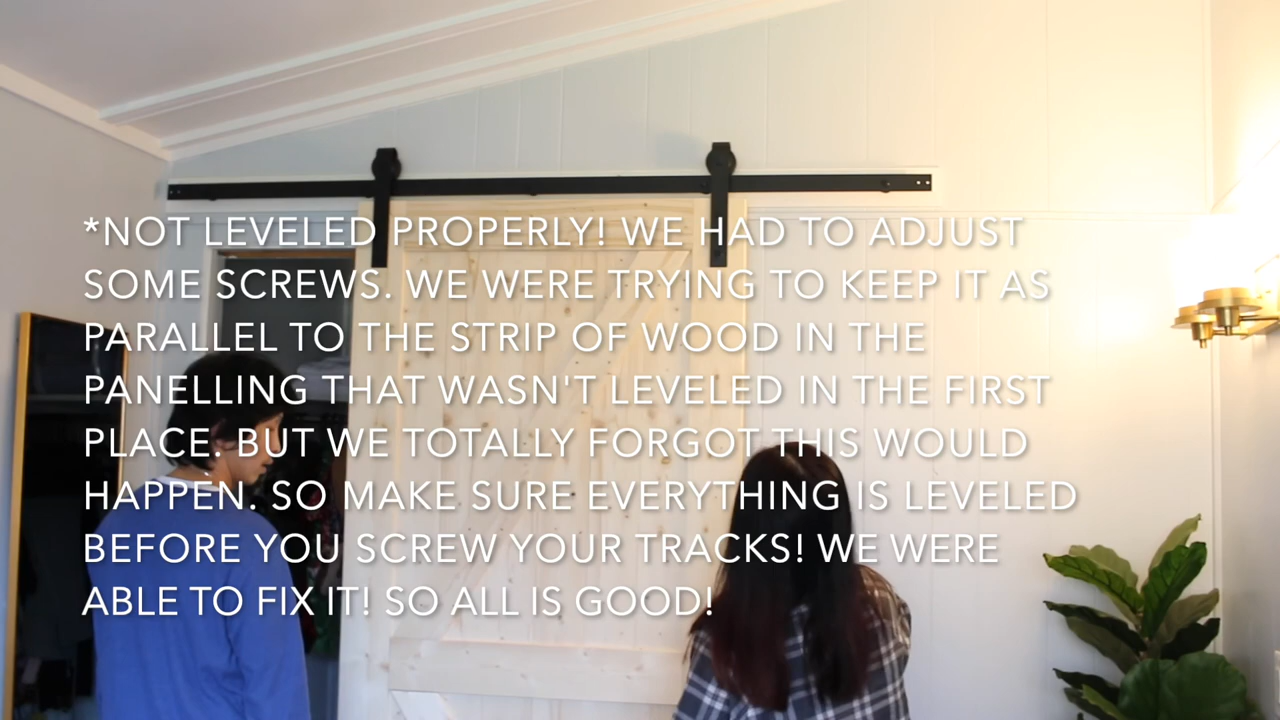 *NOT LEVELED PROPERLY! WE HAD TO ADJUST
SOME SCREWS. WE WERE TRYING TO KEEP IT AS
PARALLEL TO THE STRIP OF WOOD IN THE
PANELLING THAT WASN'T LEVELED IN THE FIRST
PLACE. BUT WE TOTALLY FORGOT THIS WOULD
HAPPEN. SO MAKE SURE EVERYTHING IS LEVELED
BEFORE YOU SCREW YOUR TRACKS! WE WERE
ABLE TO FIX IT! SO ALL IS GOOD!